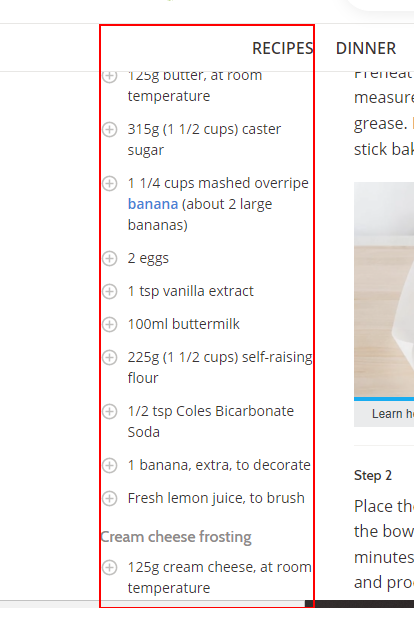 RECIPES DINNER
125g butter, at room
temperature
315g (1 1/2 cups) caster
sugar
1 1/4 cups mashed overripe
banana (about 2 large
bananas)
2 eggs
1 tsp vanilla extract
100ml buttermilk
225g (1 1/2 cups) self-raising
flour
1/2 tsp Coles Bicarbonate
Soda
1 banana, extra, to decorate
Fresh lemon juice, to brush
Cream cheese frosting
125g cream cheese, at room
temperature
Preheat
measure
grease.
stick
Learn
Step 2
Place
the
minutes
and